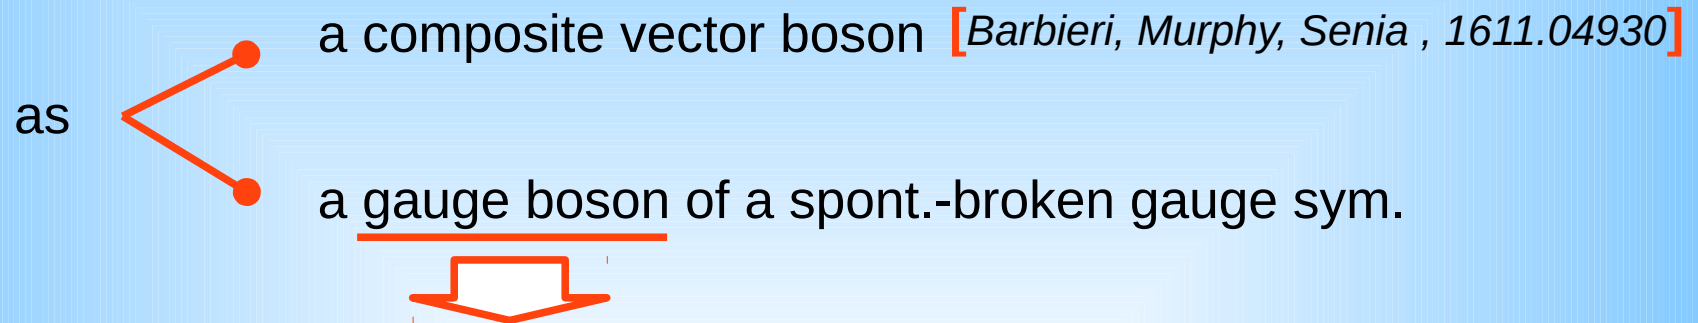 a composite vector boson [Barbieri, Murphy, Senia , 1611.04930]
as
a gauge boson of a spont.-broken gauge sym.